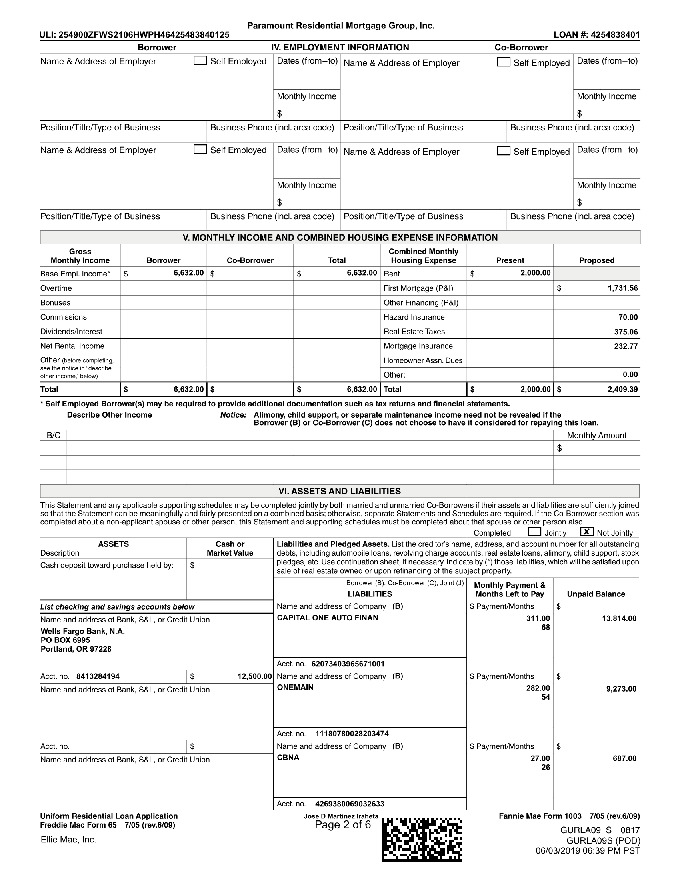 Paramount Residential Mortgage Group, Inc.
ULI: 254900ZFWS2106HWPH46425483840125 LOAN #: 4254838401
Borrower IV. EMPLOYMENT INFORMATION Co-Borrower
Name & Address of Employer Self Employed Dates (from–to) Name & Address of Employer Self Employed Dates (from–to)
Monthly Income Monthly Income
$ $
Position/Title/Type of Business Business Phone (incl. area code) Position/Title/Type of Business Business Phone (incl. area code)
Name & Address of Employer Self Employed Dates (from–to) Name & Address of Employer Self Employed Dates (from–to)
Monthly Income Monthly Income
$ $
Position/Title/Type of Business Business Phone (incl. area code) Position/Title/Type of Business Business Phone (incl. area code)
V. MONTHLY INCOME AND COMBINED HOUSING EXPENSE INFORMATION
Gross Monthly Income Borrower Co-Borrower Total Combined Monthly Housing Expense Present Proposed
Base Empl. Income* $ 6,632.00 $ $ 6,632.00 Rent $ 2,000.00
Overtime First Mortgage (P&I) $ 1,731.56
Bonuses Other Financing (P&I)
Commissions Hazard Insurance 70.00
Dividends/Interest Real Estate Taxes 375.06
Net Rental Income Mortgage Insurance 232.77
Other (before completing, Homeowner Assn. Dues
see the notice in "describe
other income," below) Other: 0.00
Total $ 6,632.00 $ $ 6,632.00 Total $ 2,000.00 $ 2,409.39
* Self Employed Borrower(s) may be required to provide additional documentation such as tax returns and financial statements.
Describe Other Income Notice: Alimony, child support, or separate maintenance income need not be revealed if the
Borrower (B) or Co-Borrower (C) does not choose to have it considered for repaying this loan.
B/C Monthly Amount
$
VI. ASSETS AND LIABILITIES
This Statement and any applicable supporting schedules may be completed jointly by both married and unmarried Co-Borrowers if their assets and liabilities are sufficiently joined
so that the Statement can be meaningfully and fairly presented on a combined basis; otherwise, separate Statements and Schedules are required. If the Co-Borrower section was
completed about a non-applicant spouse or other person, this Statement and supporting schedules must be completed about that spouse or other person also.
Completed Jointly X Not Jointly
ASSETS Cash or Market Value
Description
Cash deposit toward purchase held by: $
Liabilities and Pledged Assets. List the creditor's name, address, and account number for all outstanding
debts, including automobile loans, revolving charge accounts, real estate loans, alimony, child support, stock
pledges, etc. Use continuation sheet, if necessary. Indicate by (*) those liabilities, which will be satisfied upon
sale of real estate owned or upon refinancing of the subject property.
Borrower (B), Co-Borrower (C), Joint (J)
LIABILITIES Monthly Payment & Months Left to Pay Unpaid Balance
List checking and savings accounts below Name and address of Company (B) $ Payment/Months $
Name and address of Bank, S&L, or Credit Union CAPITAL ONE AUTO FINAN 311.00 13,814.00
Wells Fargo Bank, N.A. 68
PO BOX 6995
Portland, OR 97228
Acct. no. 62073403965671001
Acct. no. 8413284194 $ 12,500.00 Name and address of Company (B) $ Payment/Months $
Name and address of Bank, S&L, or Credit Union ONEMAIN 282.00 9,273.00
54
Acct. no. 11180780028203474
Acct. no. $ Name and address of Company (B) $ Payment/Months $
Name and address of Bank, S&L, or Credit Union CBNA 27.00 687.00
26
Acct. no. 4269380069032633
Uniform Residential Loan Application Jose D Martinez Iraheta Fannie Mae Form 1003 7/05 (rev.6/09)
Freddie Mac Form 65 7/05 (rev.6/09) Page 2 of 6
Ellie Mae, Inc. GURLA09_S 0817
GURLA09S (POD)
06/03/2019 06:39 PM PST